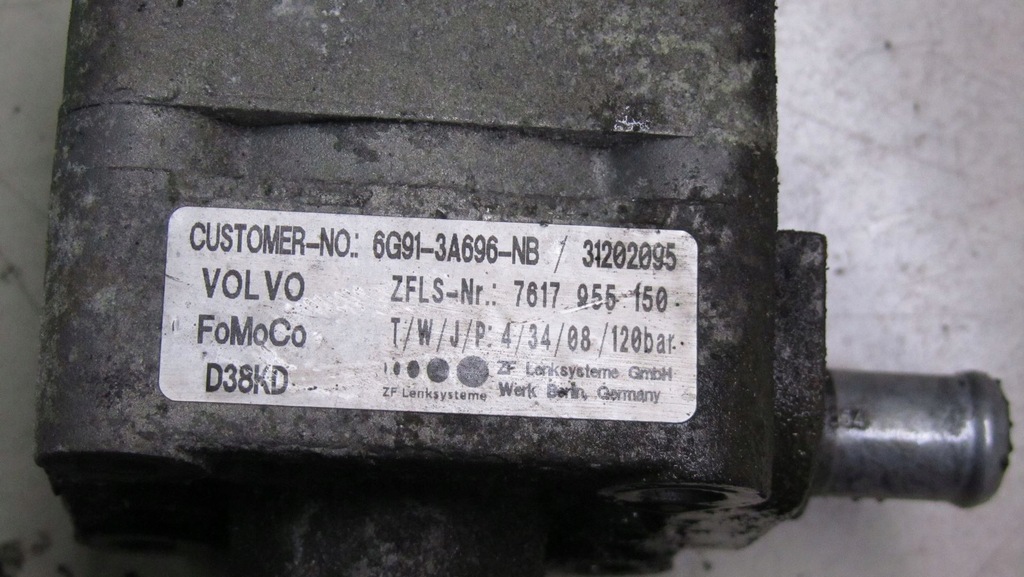 CUSTOMER-NO.: 6G91-3A696-NB / 31202095
VOLVO ZFLS-Nr.: 7617 955 150
FoMoCo T/W/J/P: 4/34/08/120bar
D38KD ZF Lenksysteme GmbH
ZF Lenksysteme Werk Berlin, Germany